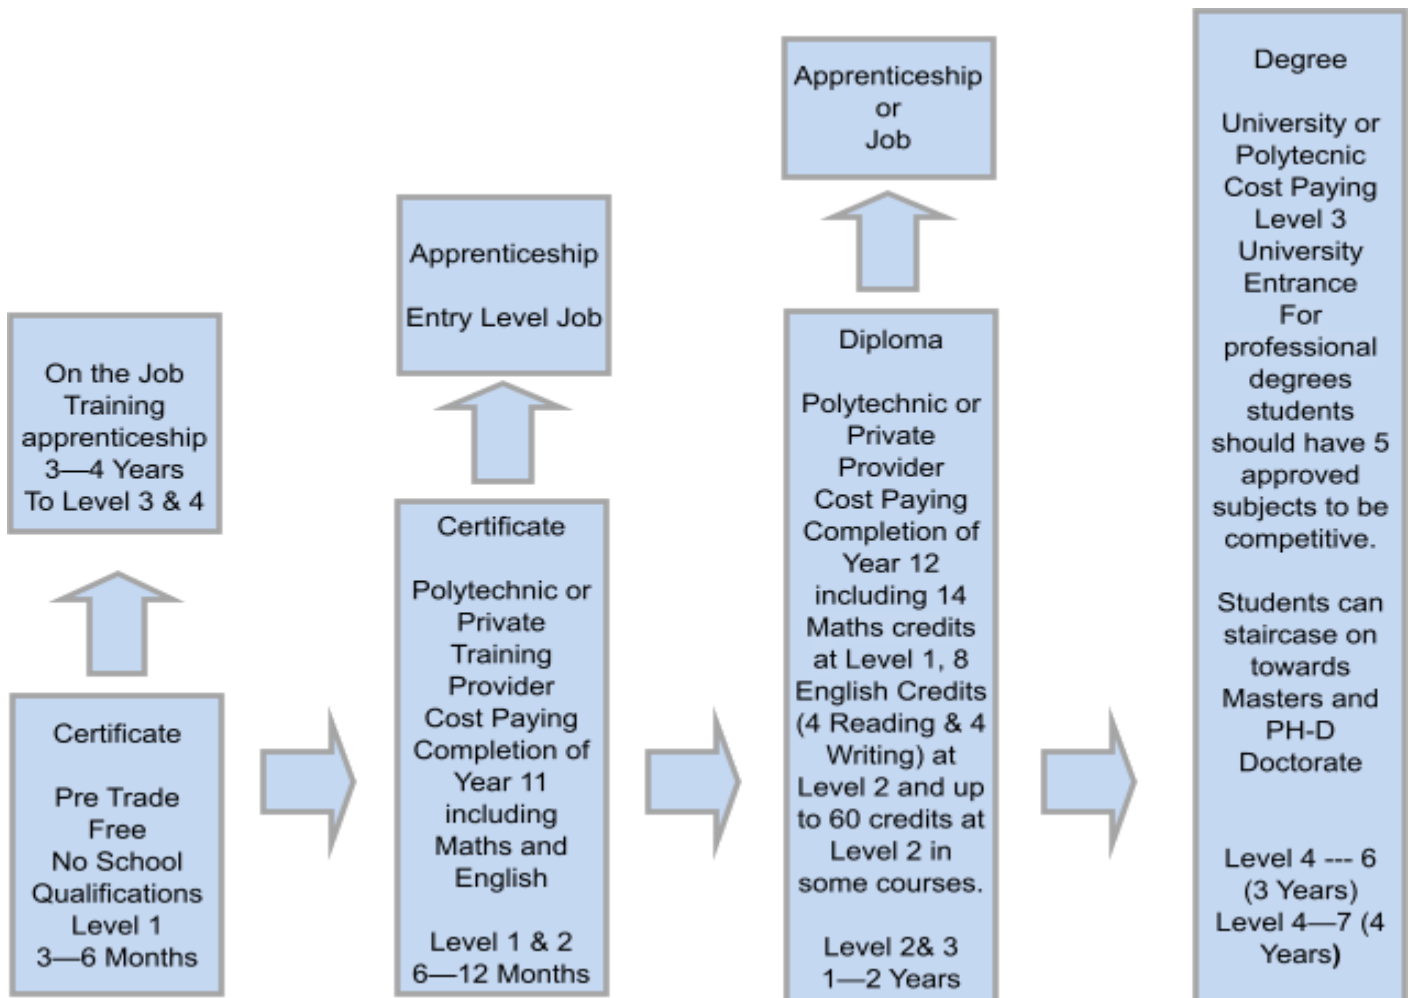 On the Job
Training
apprenticeship
3—4 Years
To Level 3 & 4
Certificate
Pre Trade
Free
No School
Qualifications
Level 1
3—6 Months
Apprenticeship
Entry Level Job
Certificate
Polytechnic or
Private
Training
Provider
Cost Paying
Completion of
Year 11
including
Maths and
English
Level 1 & 2
6—12 Months
Apprenticeship
or
Job
Diploma
Polytechnic or
Private
Provider
Cost Paying
Completion of
Year 12
including 14
Maths credits
at Level 1, 8
English Credits
(4 Reading & 4
Writing) at
Level 2 and up
to 60 credits at
Level 2 in
some courses.
Level 2& 3
1—2 Years
Degree
University or
Polytecnic
Cost Paying
Level 3
University
Entrance
For
professional
degrees
students
should have 5
approved
subjects to be
competitive.
Students can
staircase on
towards
Masters and
PH-D
Doctorate
Level 4 --- 6
(3 Years)
Level 4—7 (4
Years)